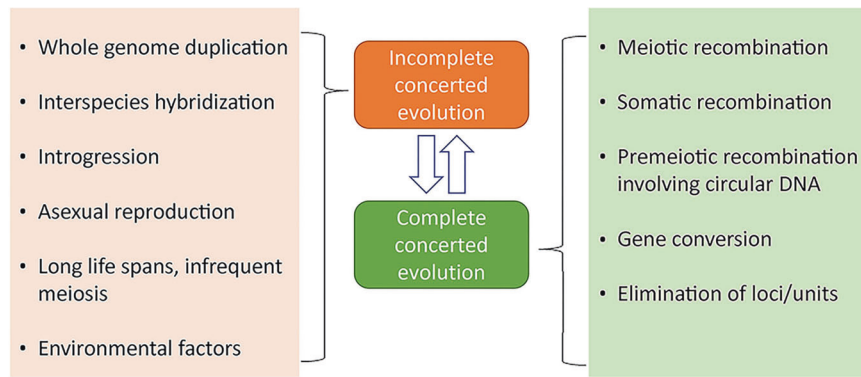 • Whole genome duplication
• Interspecies hybridization
• Introgression
• Asexual reproduction
• Long life spans, infrequent
meiosis
• Environmental factors
Incomplete
concerted
evolution
Complete
concerted
evolution
• Meiotic recombination
• Somatic recombination
• Premeiotic recombination
involving circular DNA
• Gene conversion
• Elimination of loci/units